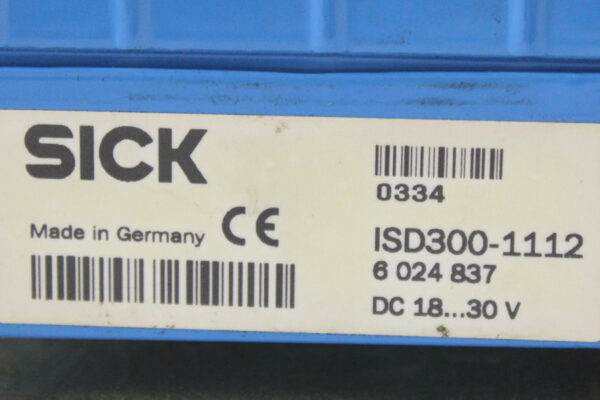 SICK
Made in Germany CE
0334
ISD300-1112
6 024 837
DC 18...30 V